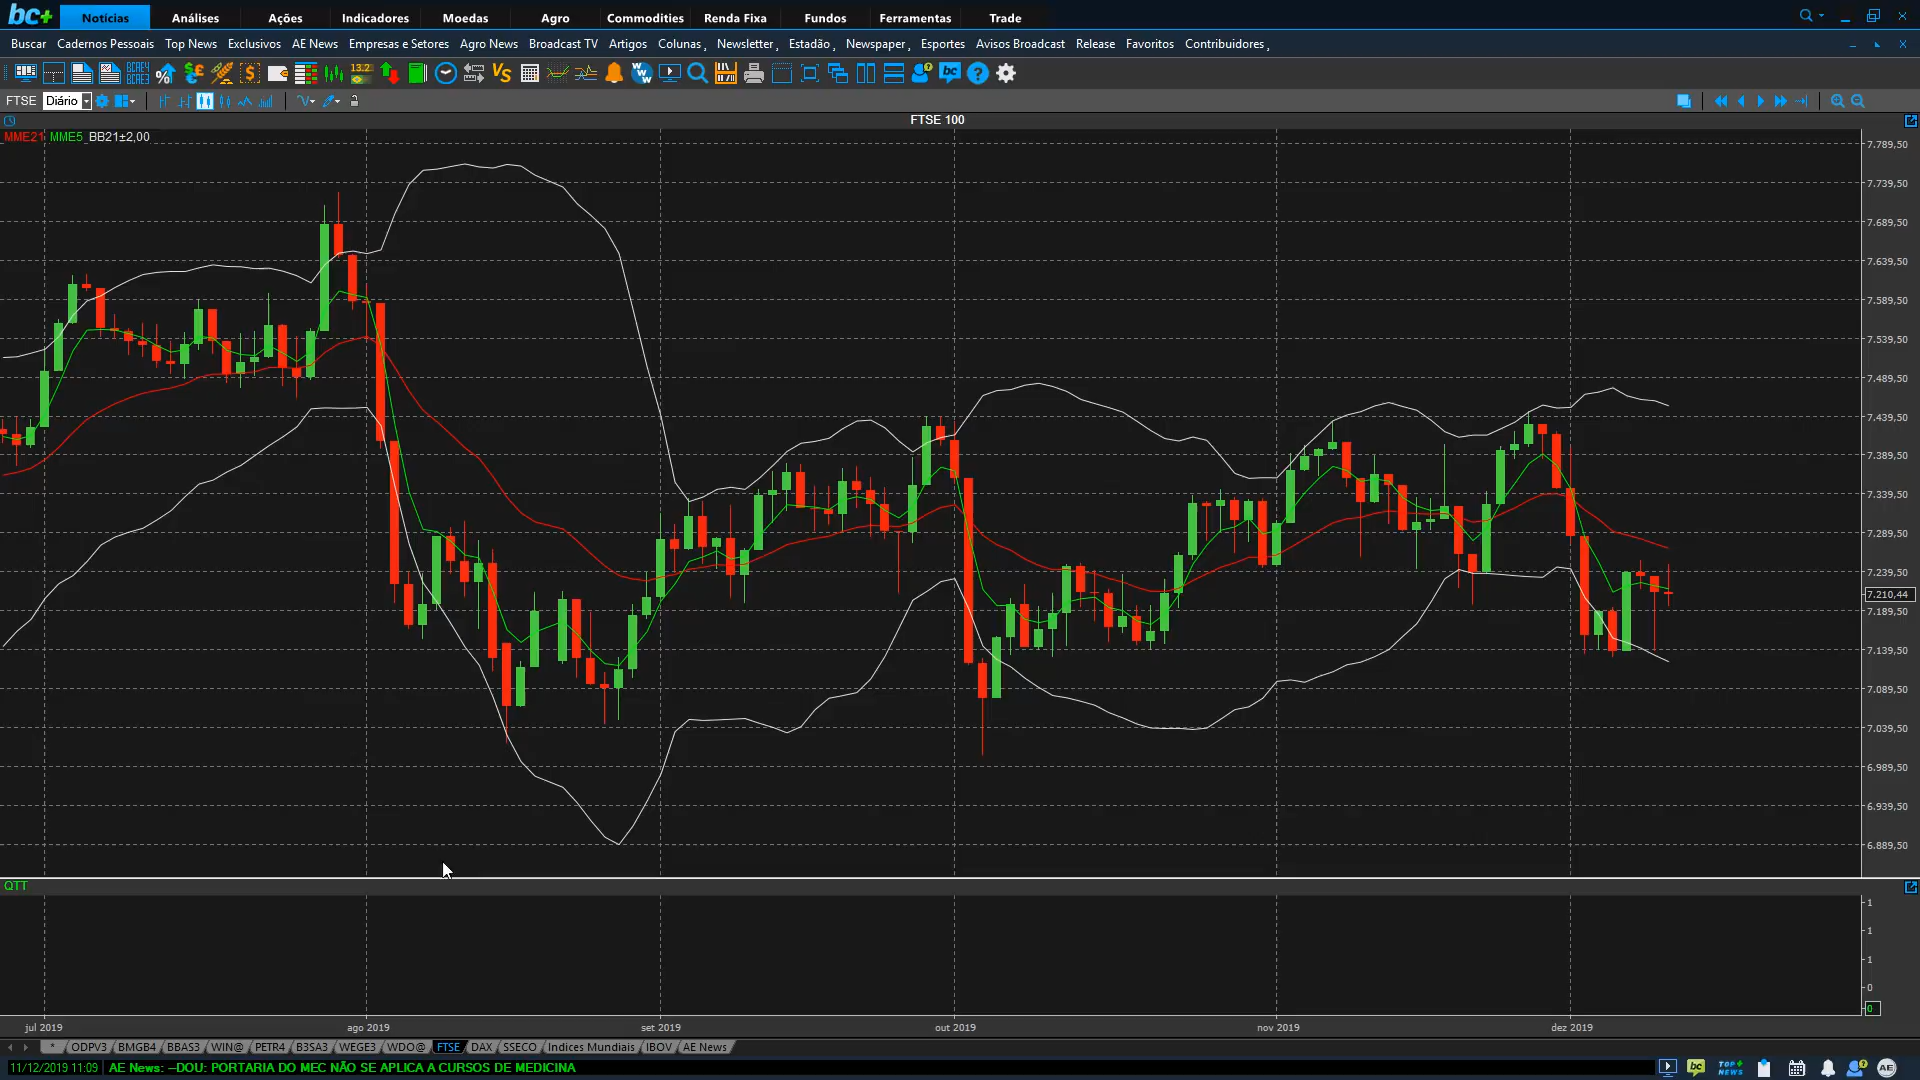 bc+ Notícias Análises Ações Indicadores Moedas Agro Commodities Renda Fixa Fundos Ferramentas Trade
Buscar Cadernos Pessoais Top News Exclusivos AE News Empresas e Setores Agro News Broadcast TV Artigos Colunas Newsletter Estadão Newspaper Esportes Avisos Broadcast Release Favoritos Contribuidores
FTSE Diário
FTSE 100
MME21 MME5 BB21±2,00
7.789,50
7.739,50
7.689,50
7.639,50
7.589,50
7.539,50
7.489,50
7.439,50
7.389,50
7.339,50
7.289,50
7.239,50
7.210,44
7.189,50
7.139,50
7.089,50
7.039,50
6.989,50
6.939,50
6.889,50
QTT
1
1
1
0
0
jul 2019 ago 2019 set 2019 out 2019 nov 2019 dez 2019
* ODPV3 BMGB4 BBAS3 WIN@ PETR4 B3SA3 WEGE3 WDO@ FTSE DAX SSECO Indices Mundiais IBOV AE News
11/12/2019 11:09 AE News: --DOU: PORTARIA DO MEC NÃO SE APLICA A CURSOS DE MEDICINA